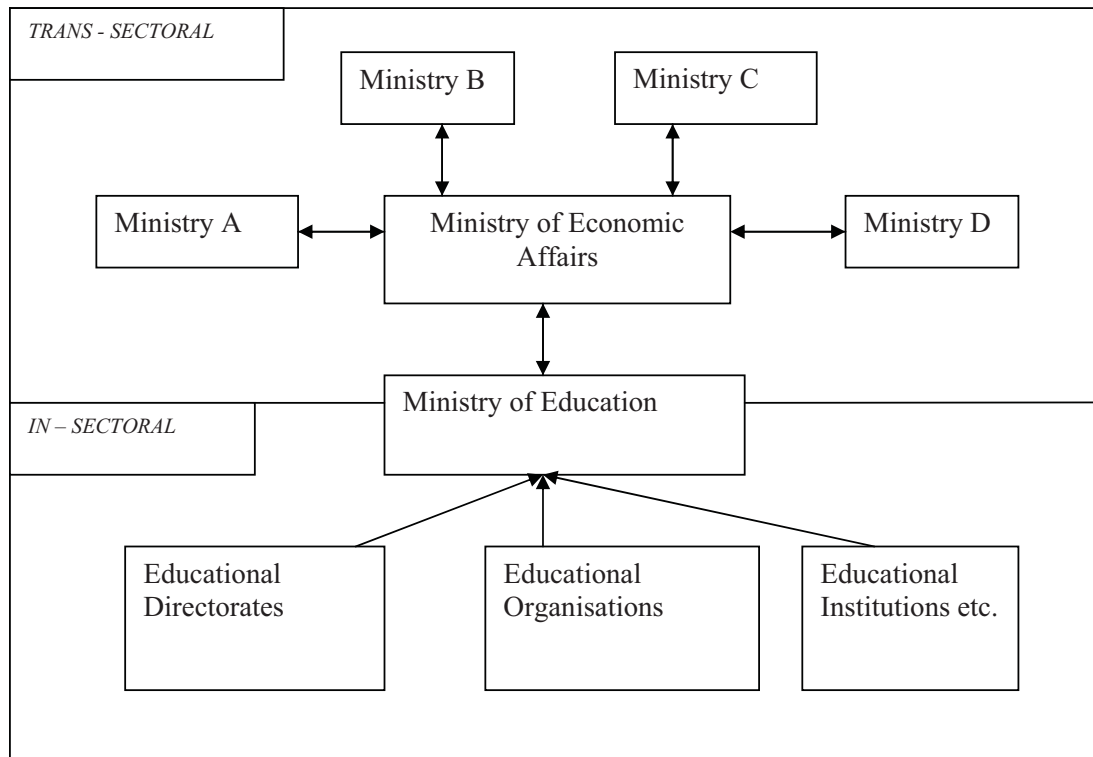 TRANS - SECTORAL
Ministry B
Ministry C
Ministry A
Ministry of Economic
Affairs
Ministry D
Ministry of Education
IN – SECTORAL
Educational
Directorates
Educational
Organisations
Educational
Institutions etc.